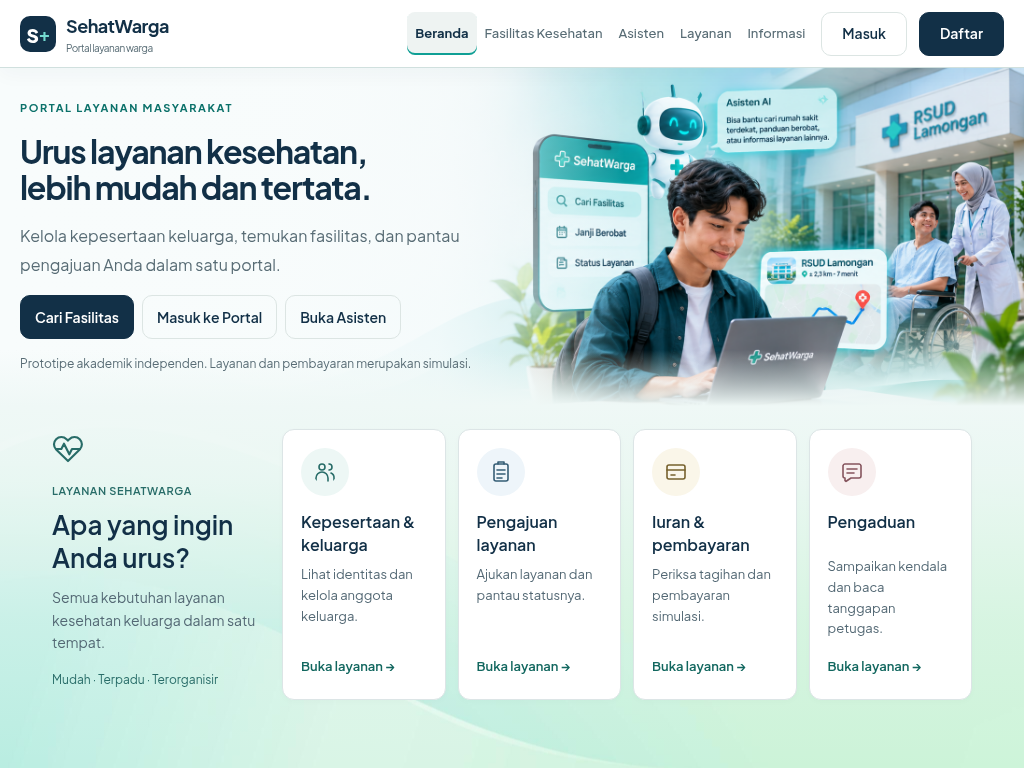 S+
SehatWarga
Portal layanan warga
Beranda
Fasilitas Kesehatan
Asisten
Layanan
Informasi
Masuk
Daftar
PORTAL LAYANAN MASYARAKAT
Urus layanan kesehatan,
lebih mudah dan tertata.
Kelola kepesertaan keluarga, temukan fasilitas, dan pantau
pengajuan Anda dalam satu portal.
Cari Fasilitas
Masuk ke Portal
Buka Asisten
Prototipe akademik independen. Layanan dan pembayaran merupakan simulasi.
SehatWarga
Cari Fasilitas
Janji Berobat
Status Layanan
Asisten AI
Bisa bantu cari rumah sakit
terdekat, panduan berobat,
atau informasi layanan lainnya.
RSUD
Lamongan
RSUD Lamongan
± 2,3 km · 7 menit
SehatWarga
LAYANAN SEHATWARGA
Apa yang ingin
Anda urus?
Semua kebutuhan layanan
kesehatan keluarga dalam satu
tempat.
Mudah · Terpadu · Terorganisir
Kepesertaan &
keluarga
Lihat identitas dan
kelola anggota
keluarga.
Buka layanan →
Pengajuan
layanan
Ajukan layanan dan
pantau statusnya.
Buka layanan →
Iuran &
pembayaran
Periksa tagihan dan
pembayaran
simulasi.
Buka layanan →
Pengaduan
Sampaikan kendala
dan baca
tanggapan
petugas.
Buka layanan →